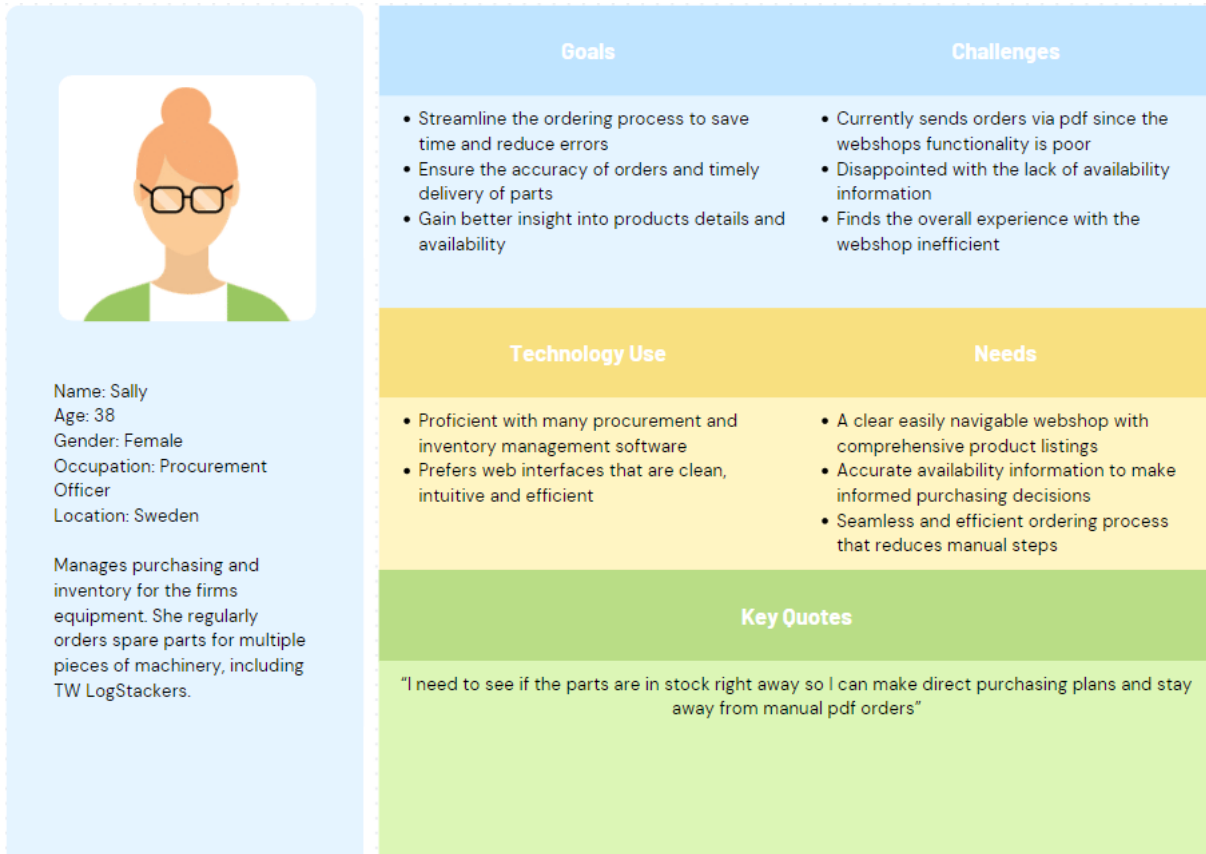 Name: Sally
Age: 38
Gender: Female
Occupation: Procurement
Officer
Location: Sweden
Manages purchasing and
inventory for the firms
equipment. She regularly
orders spare parts for multiple
pieces of machinery, including
TW LogStackers.
Goals
• Streamline the ordering process to save
time and reduce errors
• Ensure the accuracy of orders and timely
delivery of parts
• Gain better insight into products details and
availability
Challenges
• Currently sends orders via pdf since the
webshops functionality is poor
• Disappointed with the lack of availability
information
• Finds the overall experience with the
webshop inefficient
Technology Use
• Proficient with many procurement and
inventory management software
• Prefers web interfaces that are clean,
intuitive and efficient
Needs
• A clear easily navigable webshop with
comprehensive product listings
• Accurate availability information to make
informed purchasing decisions
• Seamless and efficient ordering process
that reduces manual steps
Key Quotes
“I need to see if the parts are in stock right away so I can make direct purchasing plans and stay
away from manual pdf orders”